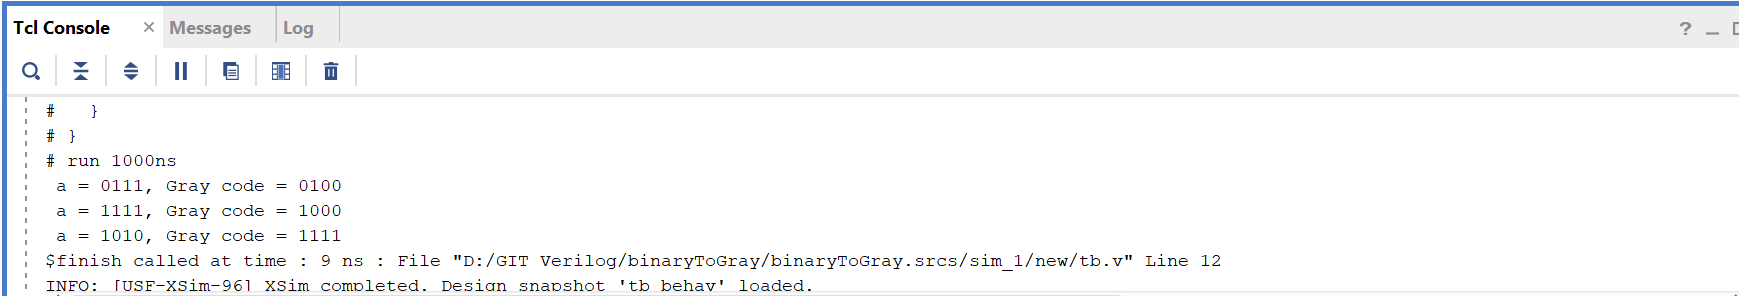 Tcl Console × Messages Log ? _
# }
# }
# run 1000ns
a = 0111, Gray code = 0100
a = 1111, Gray code = 1000
a = 1010, Gray code = 1111
$finish called at time : 9 ns : File "D:/GIT Verilog/binaryToGray/binaryToGray.srcs/sim_1/new/tb.v" Line 12
INFO: [USF-XSim-96] XSim completed. Design snapshot 'tb_behav' loaded.